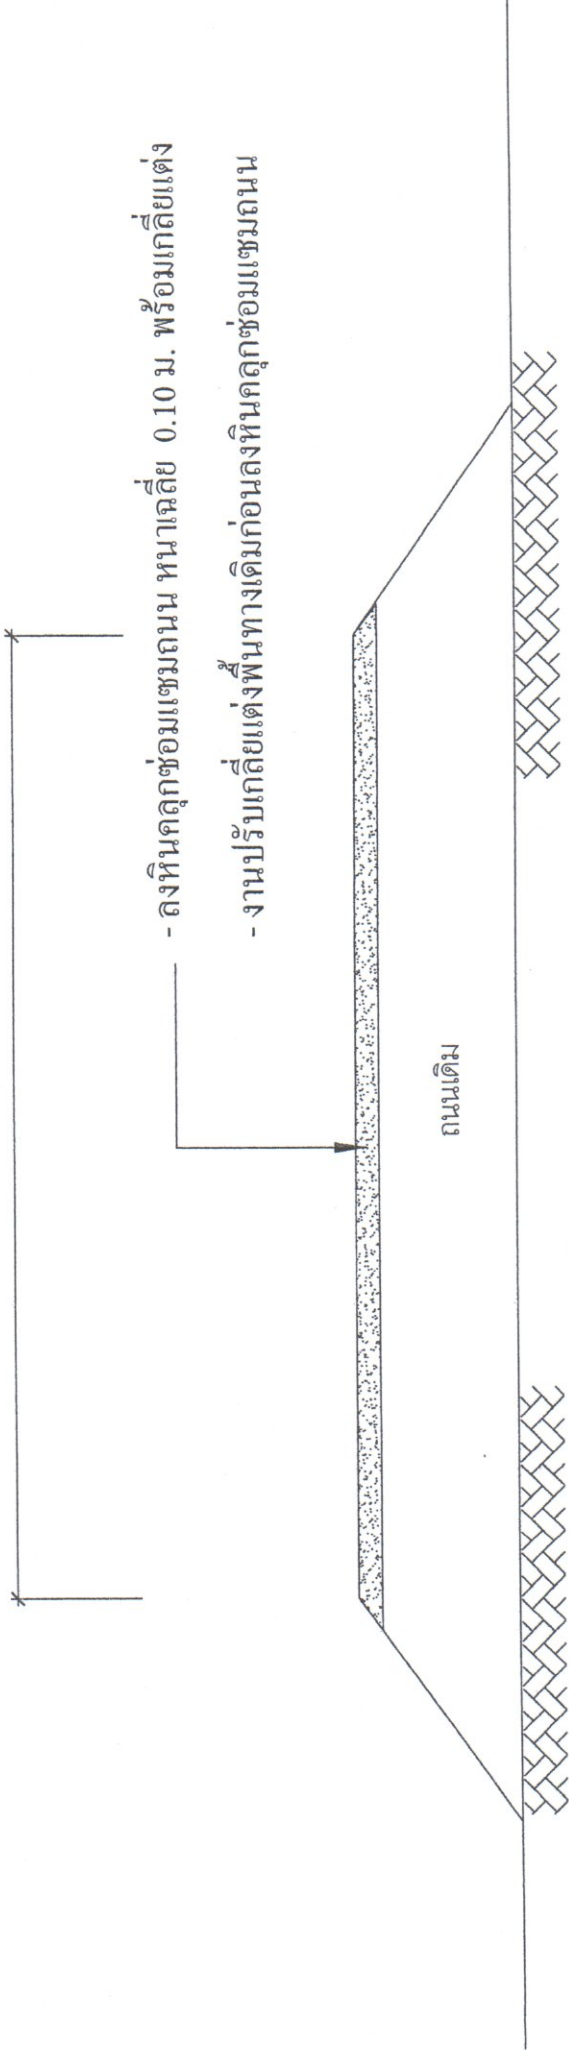 - ลงหินคลุกซ่อมแซมถนน หนาเฉลี่ย 0.10 ม. พร้อมเกลี่ยแต่ง
- งานปรับเกลี่ยแต่งพื้นทางเดิมก่อนลงหินคลุกซ่อมแซมถนน
ถนนเดิม